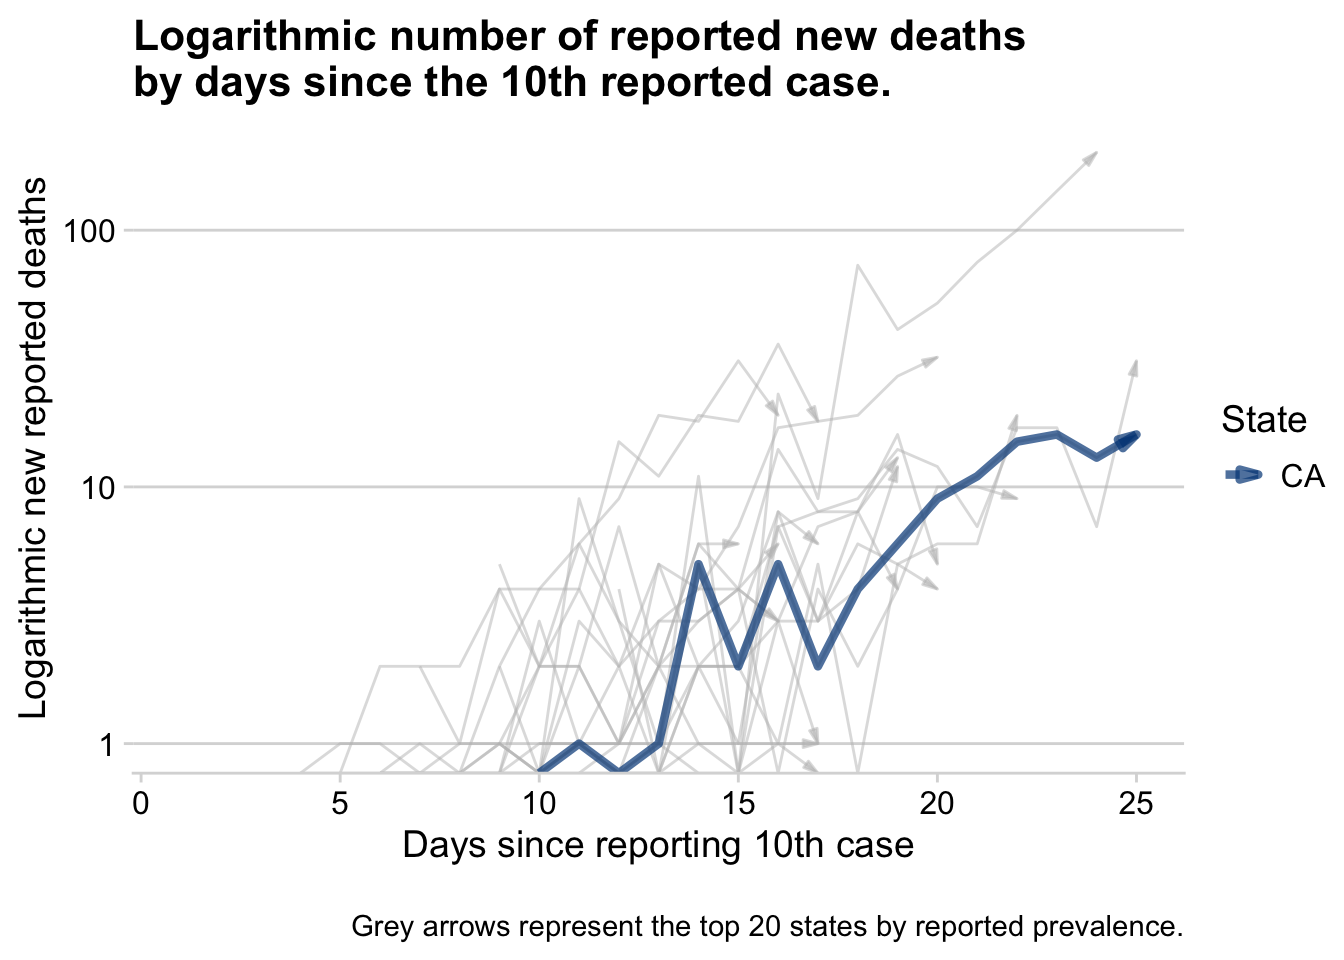 Logarithmic number of reported new deaths
by days since the 10th reported case.
Logarithmic new reported deaths
100
10
1
0 5 10 15 20 25
Days since reporting 10th case
State
CA
Grey arrows represent the top 20 states by reported prevalence.